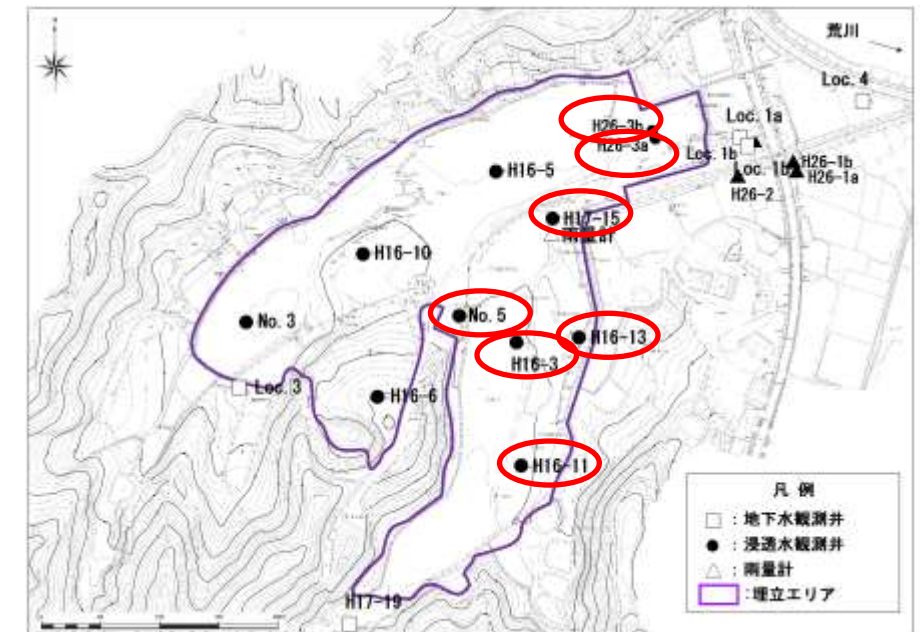 荒川
Loc. 4
Loc. 1a
H26-3b
H26-3a
Loc. 1b
Loc. 1b
H26-1b
H26-1a
H26-2
H16-5
H17-15
雨量計
H16-10
No. 3
No. 5
H16-13
H16-3
Loc. 3
H16-6
H16-11
H17-19
凡 例
□ : 地下水観測井
● : 浸透水観測井
△ : 雨量計
: 埋立エリア